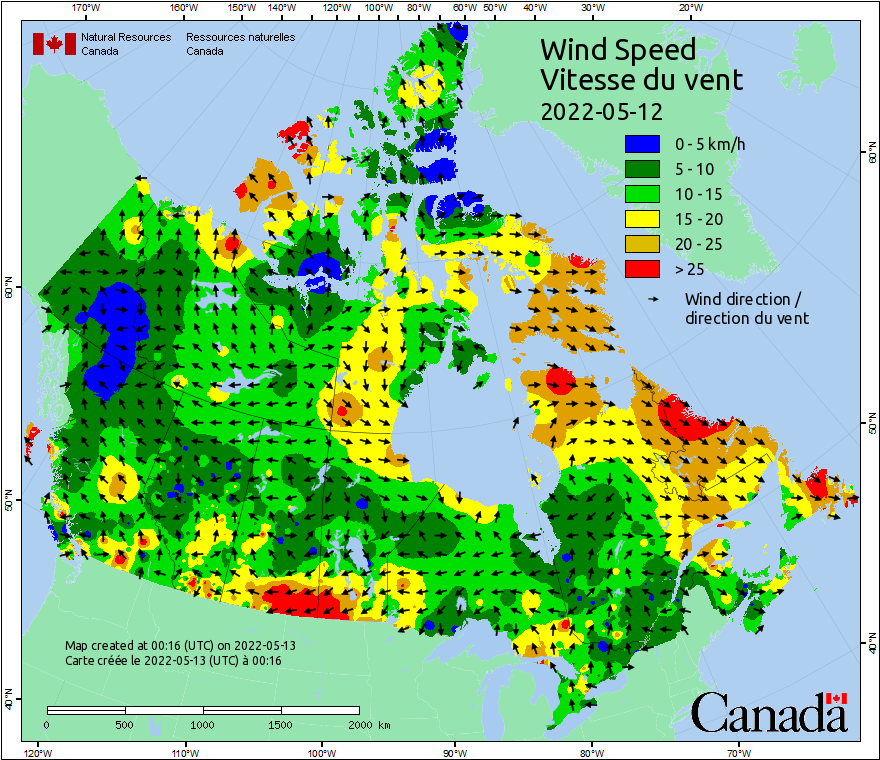 170°W 160°W 150°W 140°W 120°W 110°W 100°W 80°W 60°W 50°W 40°W 30°W 20°W
Natural Resources Ressources naturelles
Canada Canada
Wind Speed
Vitesse du vent
2022-05-12
0 - 5 km/h
5 - 10
10 - 15
15 - 20
20 - 25
> 25
Wind direction /
direction du vent
60°N
60°N
50°N
50°N
40°N
40°N
Map created at 00:16 (UTC) on 2022-05-13
Carte créée le 2022-05-13 (UTC) à 00:16
0 500 1000 1500 2000 km
Canada
120°W 110°W 100°W 90°W 80°W 70°W